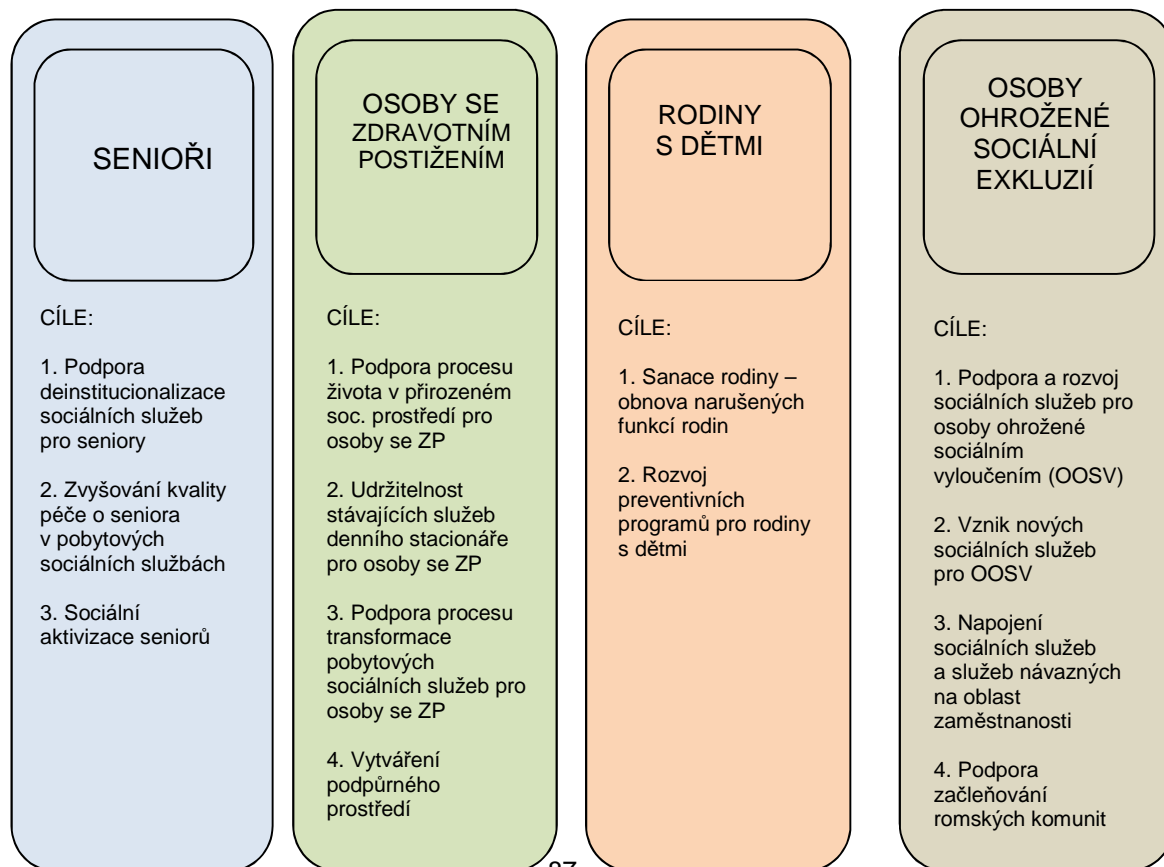 SENIOŘI
CÍLE:
1. Podpora
deinstitucionalizace
sociálních služeb
pro seniory
2. Zvyšování kvality
péče o seniora
v pobytových
sociálních službách
3. Sociální
aktivizace seniorů
OSOBY SE
ZDRAVOTNÍM
POSTIŽENÍM
CÍLE:
1. Podpora procesu
života v přirozeném
soc. prostředí pro
osoby se ZP
2. Udržitelnost
stávajících služeb
denního stacionáře
pro osoby se ZP
3. Podpora procesu
transformace
pobytových
sociálních služeb pro
osoby se ZP
4. Vytváření
podpůrného
prostředí
RODINY
S DĚTMI
CÍLE:
1. Sanace rodiny –
obnova narušených
funkcí rodin
2. Rozvoj
preventivních
programů pro rodiny
s dětmi
OSOBY
OHROŽENÉ
SOCIÁLNÍ
EXKLUZIÍ
CÍLE:
1. Podpora a rozvoj
sociálních služeb pro
osoby ohrožené
sociálním
vyloučením (OOSV)
2. Vznik nových
sociálních služeb
pro OOSV
3. Napojení
sociálních služeb
a služeb návazných
na oblast
zaměstnanosti
4. Podpora
začleňování
romských komunit